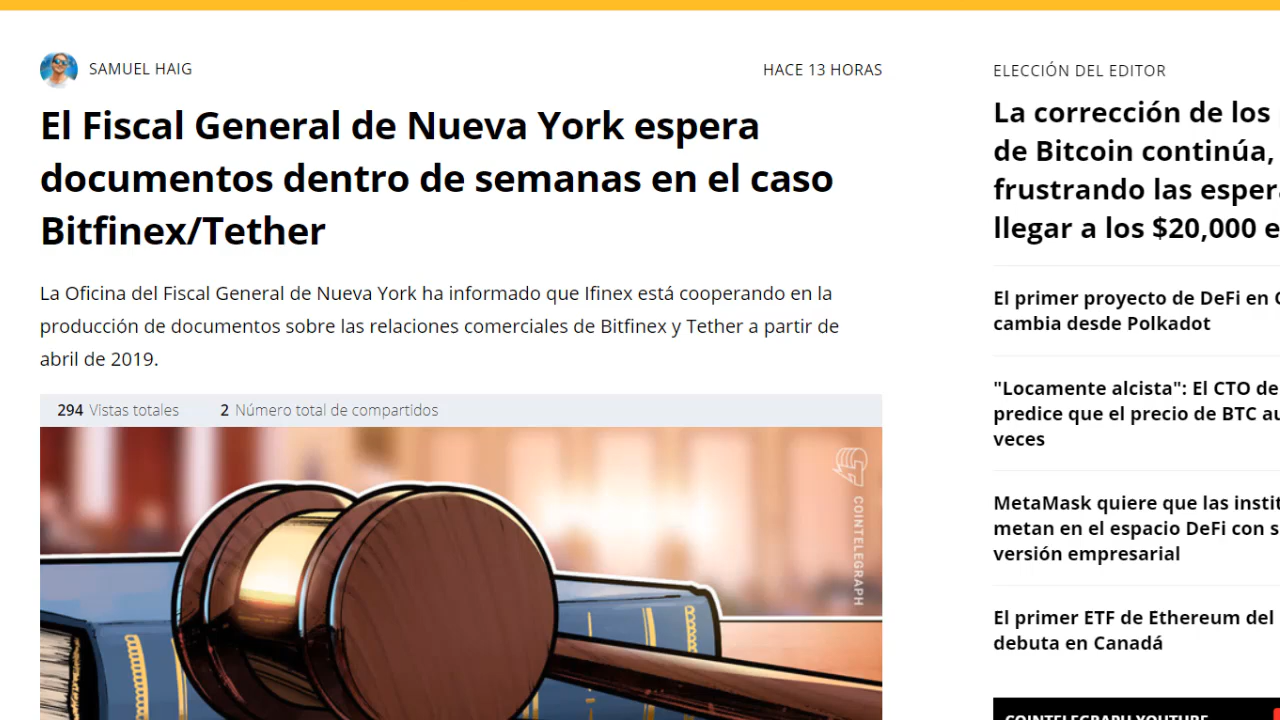 SAMUEL HAIG
HACE 13 HORAS
El Fiscal General de Nueva York espera
documentos dentro de semanas en el caso
Bitfinex/Tether
La Oficina del Fiscal General de Nueva York ha informado que Ifinex está cooperando en la
producción de documentos sobre las relaciones comerciales de Bitfinex y Tether a partir de
abril de 2019.
294 Vistas totales 2 Número total de compartidos
COINTELEGRAPH
ELECCIÓN DEL EDITOR
La corrección de los
de Bitcoin continúa,
frustrando las
llegar a los $20,000
El primer proyecto de DeFi en
cambia desde Polkadot
"Locamente alcista": El CTO de
predice que el precio de BTC
veces
MetaMask quiere que las
metan en el espacio DeFi con
versión empresarial
El primer ETF de Ethereum del
debuta en Canadá
COINTELEGRAPH YOUTUBE